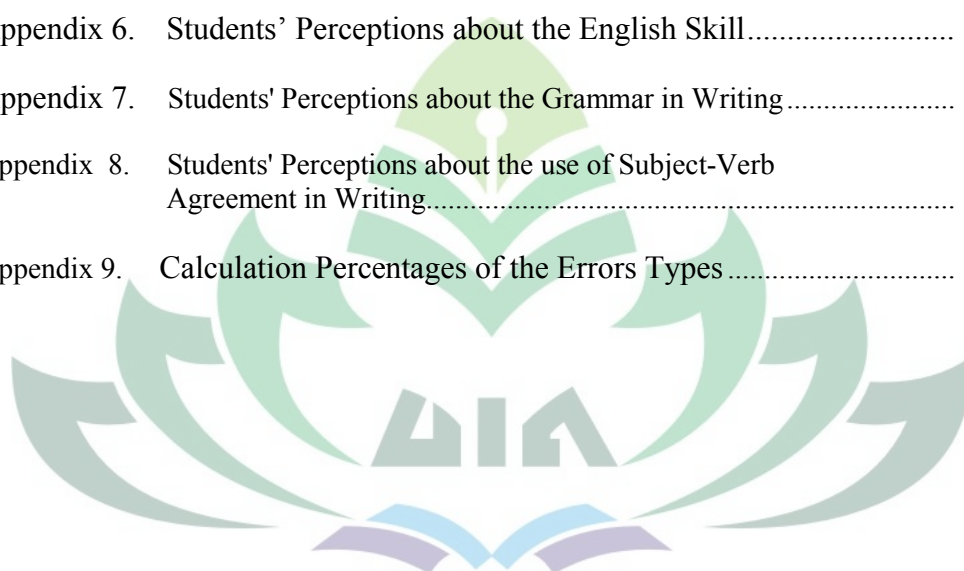 ppendix 6. Students’ Perceptions about the English Skill........................
ppendix 7. Students' Perceptions about the Grammar in Writing.......................
ppendix 8. Students' Perceptions about the use of Subject-Verb
Agreement in Writing........................................................................
ppendix 9. Calculation Percentages of the Errors Types...........................
UIN